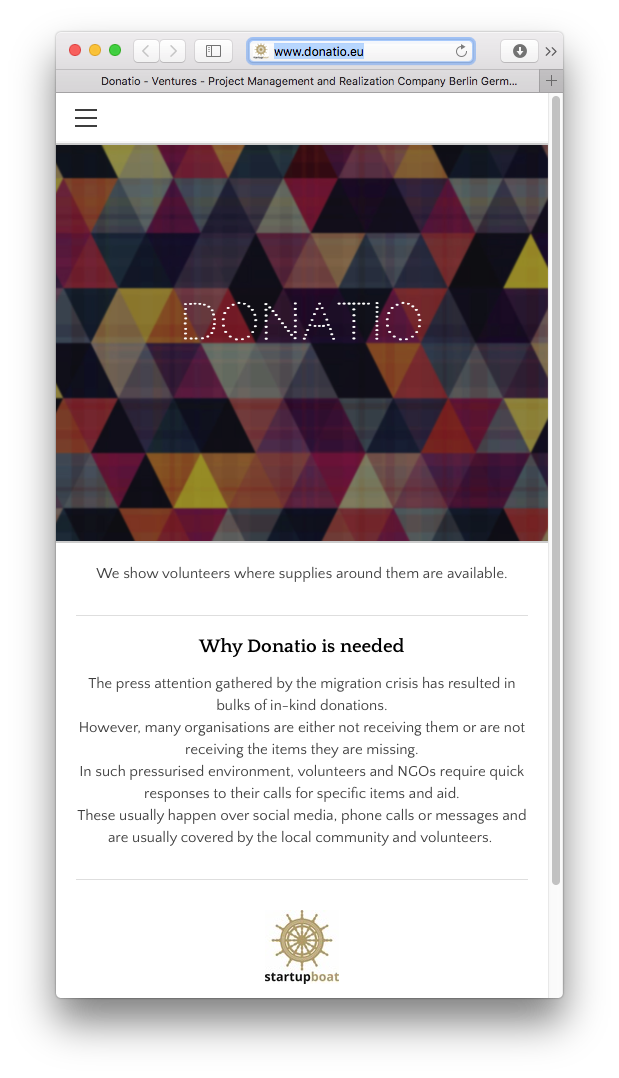 www.donatio.eu
Donatio - Ventures - Project Management and Realization Company Berlin Germ...
DONATIO
We show volunteers where supplies around them are available.
Why Donatio is needed
The press attention gathered by the migration crisis has resulted in
bulks of in-kind donations.
However, many organisations are either not receiving them or are not
receiving the items they are missing.
In such pressurised environment, volunteers and NGOs require quick
responses to their calls for specific items and aid.
These usually happen over social media, phone calls or messages and
are usually covered by the local community and volunteers.
startupboat